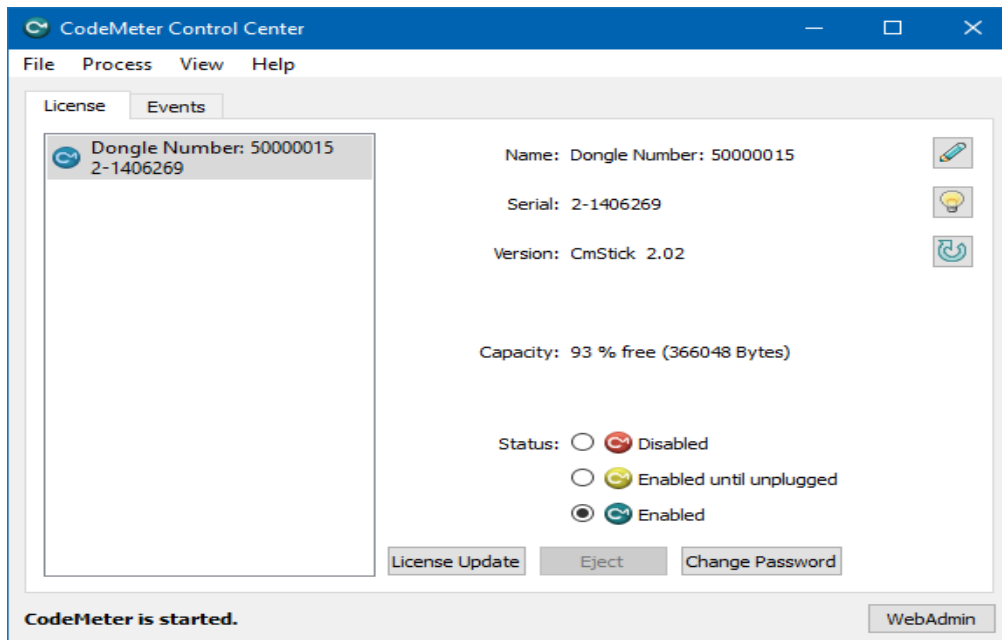 CodeMeter Control Center
File Process View Help
License Events
Dongle Number: 50000015
2-1406269
Name: Dongle Number: 50000015
Serial: 2-1406269
Version: CmStick 2.02
Capacity: 93 % free (366048 Bytes)
Status: Disabled
Enabled until unplugged
Enabled
License Update Eject Change Password
CodeMeter is started.
WebAdmin